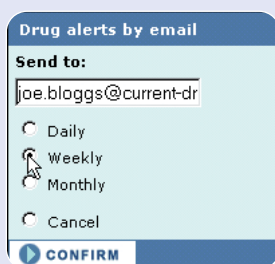 Drug alerts by email
Send to:
joe.bloggs@current-dr
Daily
Weekly
Monthly
Cancel
CONFIRM